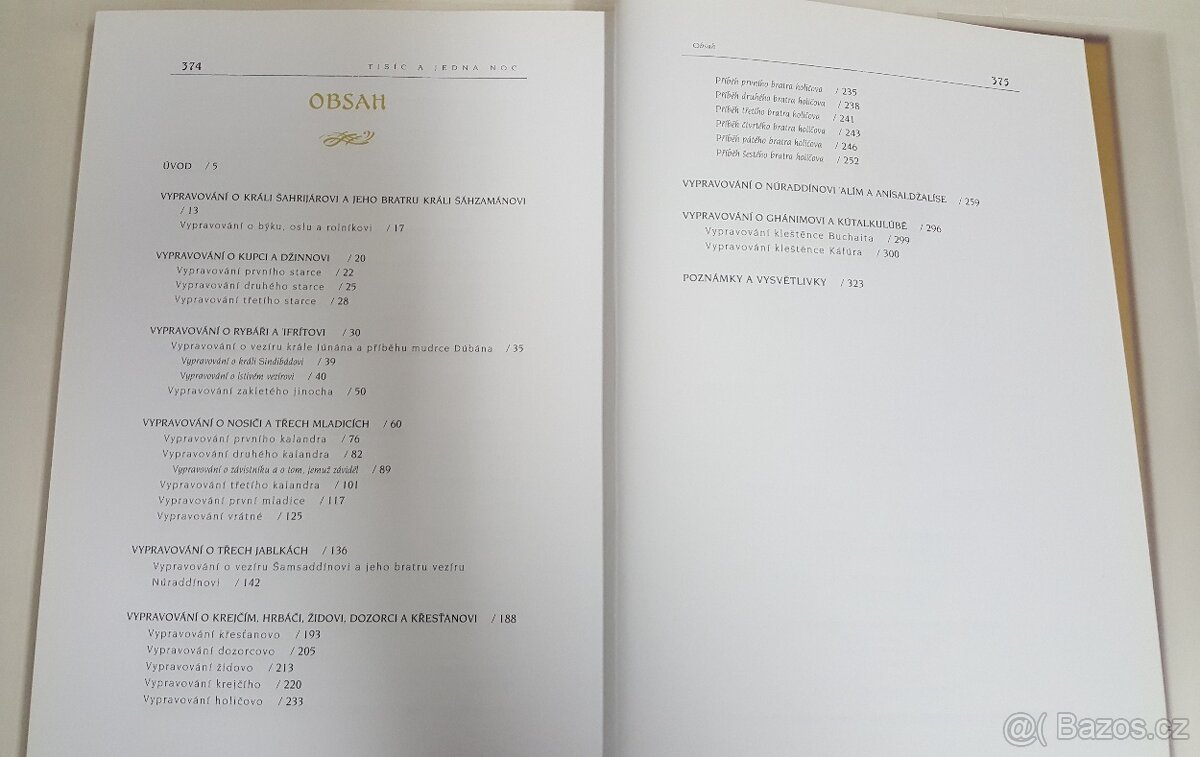 374
TISÍC A JEDNA NOC
OBSAH
ÚVOD / 5
VYPRAVOVÁNÍ O KRÁLI ŠAHRIJÁROVI A JEHO BRATRU KRÁLI ŠÁHZAMÁNOVI
/ 13
Vypravování o býku, oslu a rolníkovi / 17
VYPRAVOVÁNÍ O KUPCI A DŽINNOVI / 20
Vypravování prvního starce / 22
Vypravování druhého starce / 25
Vypravování třetího starce / 28
VYPRAVOVÁNÍ O RYBÁŘI A 'IFRÍTOVI / 30
Vypravování o vezíru krále Júnána a příběhu mudrce Dúbána / 35
Vypravování o králi Sindibádovi / 39
Vypravování o lstivém vezírovi / 40
Vypravování zakletého jinocha / 50
VYPRAVOVÁNÍ O NOSIČI A TŘECH MLADICÍCH / 60
Vypravování prvního kalandra / 76
Vypravování druhého kalandra / 82
Vypravování o závistníku a o tom, jemuž záviděl / 89
Vypravování třetího kalandra / 101
Vypravování první mladice / 117
Vypravování vrátné / 125
VYPRAVOVÁNÍ O TŘECH JABLKÁCH / 136
Vypravování o vezíru Šamsaddínovi a jeho bratru vezíru
Núraddínovi / 142
VYPRAVOVÁNÍ O KREJČÍM, HRBÁČI, ŽIDOVI, DOZORCI A KŘESŤANOVI / 188
Vypravování křesťanovo / 193
Vypravování dozorcovo / 205
Vypravování židovo / 213
Vypravování krejčího / 220
Vypravování holičovo / 233
Obsah
375
Příběh prvního bratra holičova / 235
Příběh druhého bratra holičova / 238
Příběh třetího bratra holičova / 241
Příběh čtvrtého bratra holičova / 243
Příběh pátého bratra holičova / 246
Příběh šestého bratra holičova / 252
VYPRAVOVÁNÍ O NÚRADDÍNOVI 'ALÍM A ANÍSALDŽALÍSE / 259
VYPRAVOVÁNÍ O GHÁNIMOVI A KÚTALKULÚBĚ / 296
Vypravování kleštěnce Buchaita / 299
Vypravování kleštěnce Káfúra / 300
POZNÁMKY A VYSVĚTLIVKY / 323
@( Bazos.cz